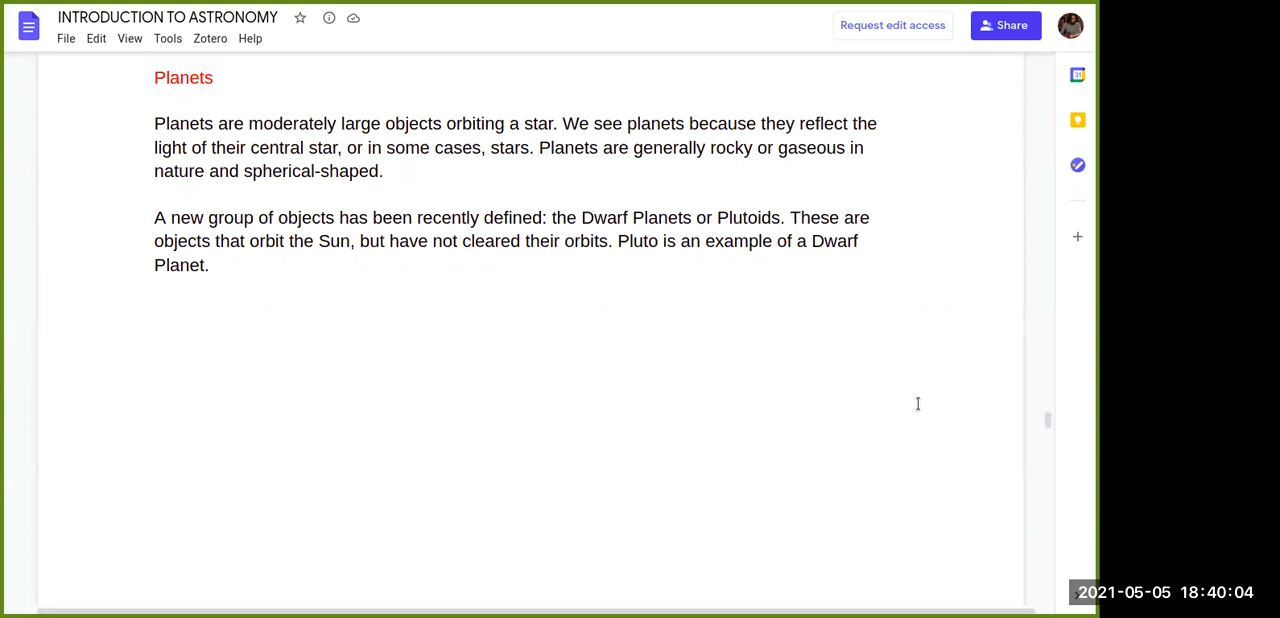 INTRODUCTION TO ASTRONOMY
File Edit View Tools Zotero Help
Request edit access
Share
31
Planets
Planets are moderately large objects orbiting a star. We see planets because they reflect the
light of their central star, or in some cases, stars. Planets are generally rocky or gaseous in
nature and spherical-shaped.
A new group of objects has been recently defined: the Dwarf Planets or Plutoids. These are
objects that orbit the Sun, but have not cleared their orbits. Pluto is an example of a Dwarf
Planet.
2021-05-05 18:40:04